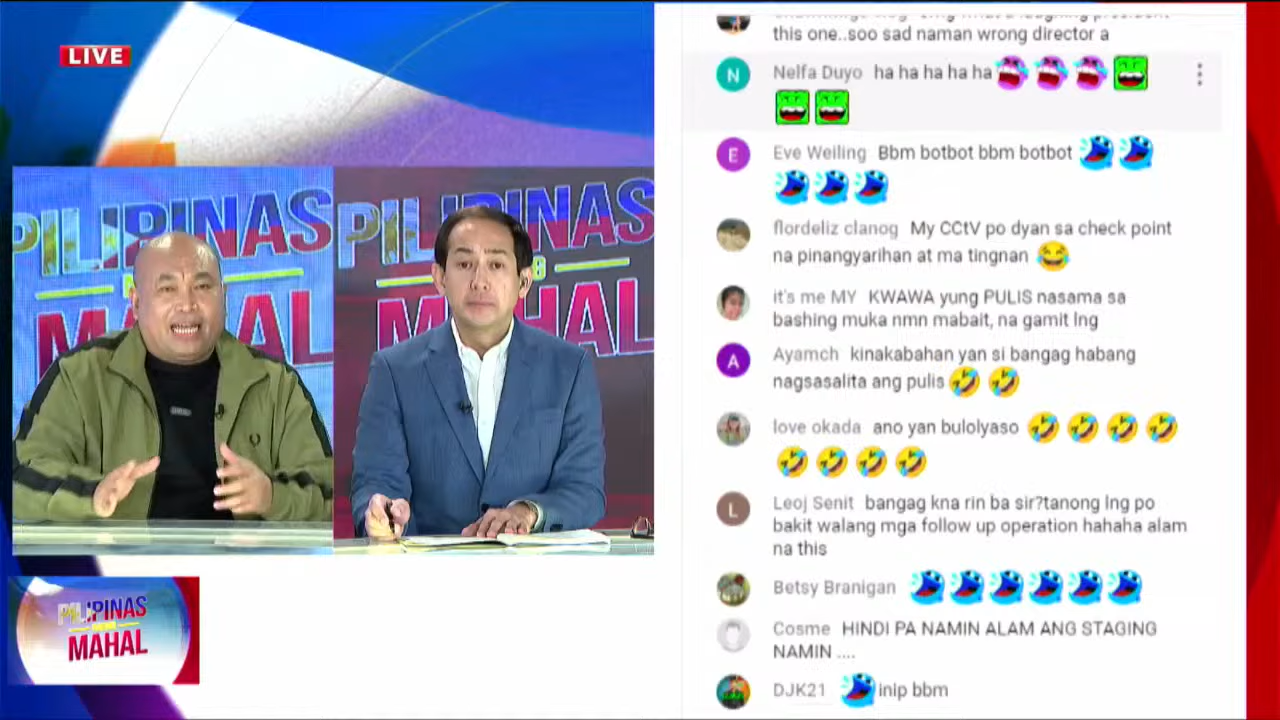 LIVE
PILIPINAS
MAHAL
PILIPINAS
NG
MAHAL
PILIPINAS
MAHAL
this one..soo sad naman wrong director a
N Nelfa Duyo ha ha ha ha ha
E Eve Weiling Bbm botbot bbm botbot
flordeliz clanog My CCtV po dyan sa check point
na pinangyarihan at ma tingnan
it's me MY KWAWA yung PULIS nasama sa
bashing muka nmn mabait, na gamit lng
A Ayamch kinakabahan yan si bangag habang
nagsasalita ang pulis
love okada ano yan bulolyaso
L Leoj Senit bangag kna rin ba sir?tanong lng po
bakit walang mga follow up operation hahaha alam
na this
Betsy Branigan
Cosme HINDI PA NAMIN ALAM ANG STAGING
NAMIN ....
DJK21 inip bbm